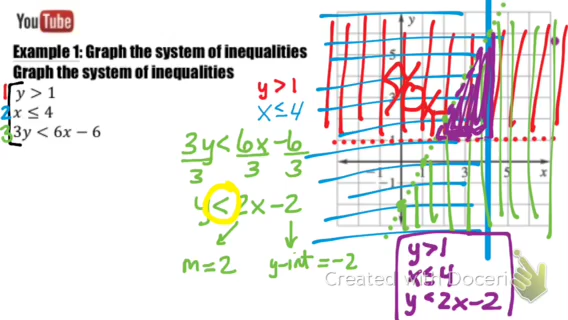 YouTube
Example 1: Graph the system of inequalities
Graph the system of inequalities
1 y > 1
2 x ≤ 4
3 3y < 6x − 6
y > 1
x ≤ 4
3y < 6x − 6
3 3 3
y < 2x − 2
m = 2 y-int = −2
y
5
−1 1 3 5 x
−1
y > 1
x ≤ 4
y < 2x − 2
Created with Doceri